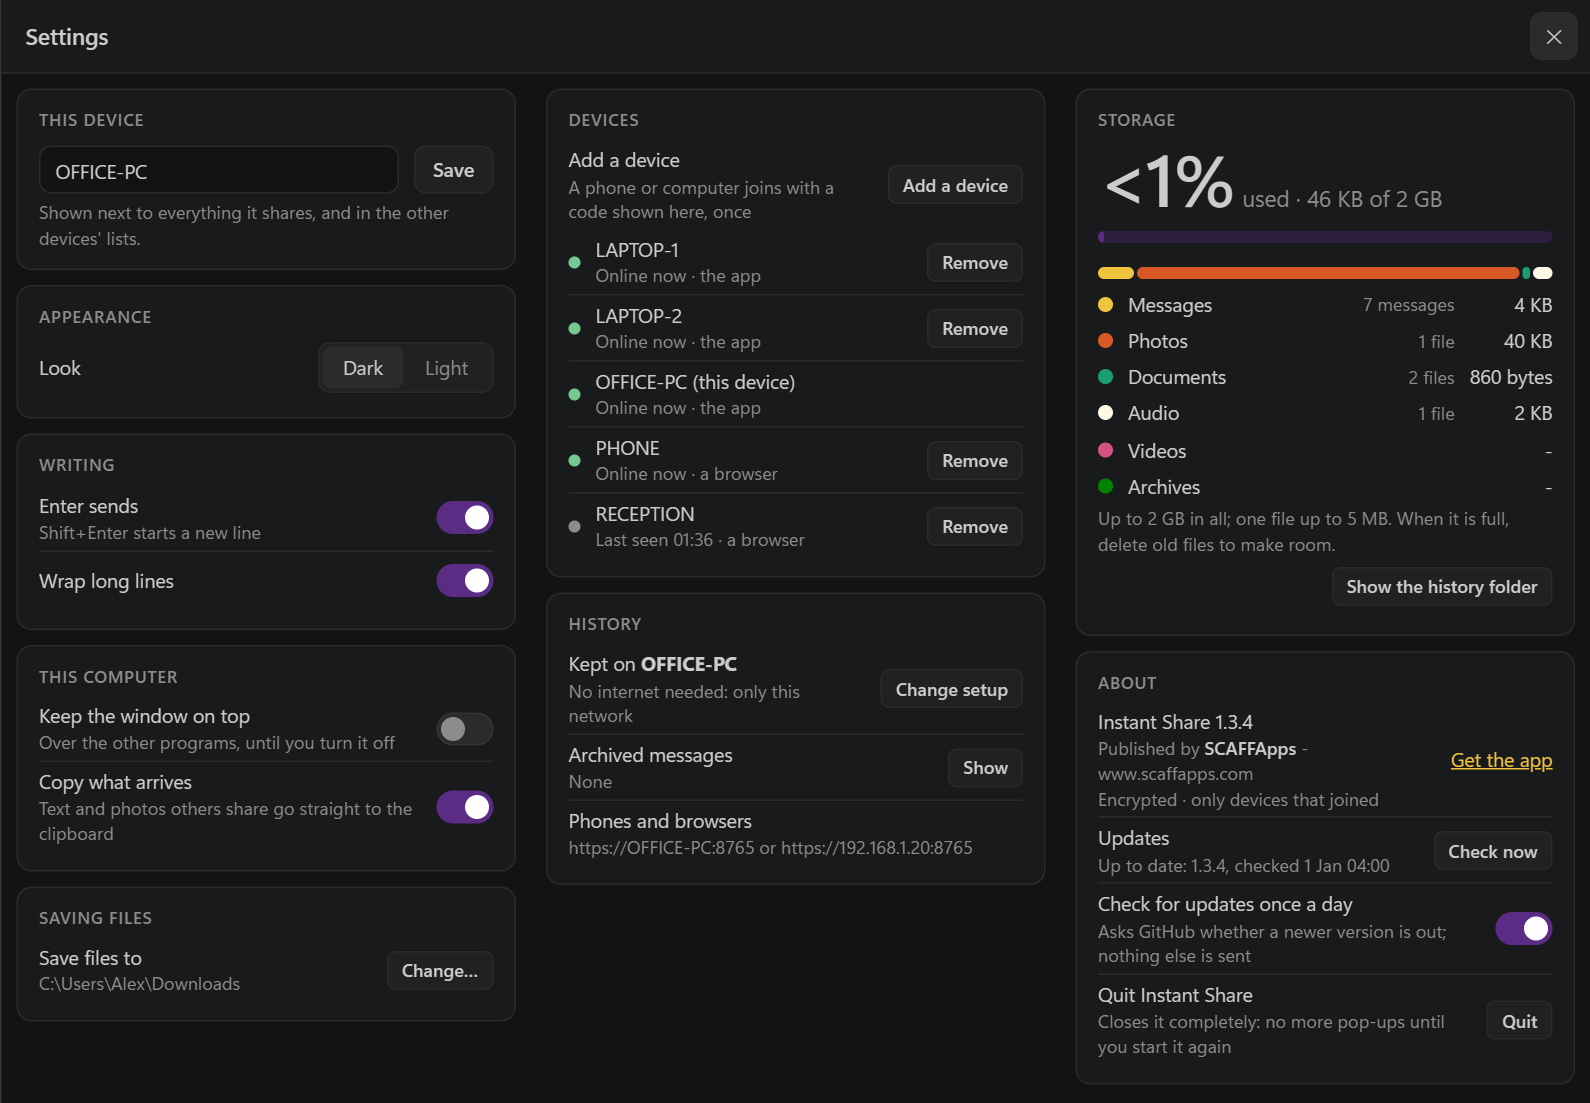 Settings
THIS DEVICE
OFFICE-PC
Save
Shown next to everything it shares, and in the other
devices' lists.
APPEARANCE
Look
Dark
Light
WRITING
Enter sends
Shift+Enter starts a new line
Wrap long lines
THIS COMPUTER
Keep the window on top
Over the other programs, until you turn it off
Copy what arrives
Text and photos others share go straight to the
clipboard
SAVING FILES
Save files to
C:\Users\Alex\Downloads
Change...
DEVICES
Add a device
A phone or computer joins with a
code shown here, once
Add a device
LAPTOP-1
Online now · the app
Remove
LAPTOP-2
Online now · the app
Remove
OFFICE-PC (this device)
Online now · the app
PHONE
Online now · a browser
Remove
RECEPTION
Last seen 01:36 · a browser
Remove
HISTORY
Kept on OFFICE-PC
No internet needed: only this
network
Change setup
Archived messages
None
Show
Phones and browsers
https://OFFICE-PC:8765 or https://192.168.1.20:8765
STORAGE
<1% used · 46 KB of 2 GB
Messages 7 messages 4 KB
Photos 1 file 40 KB
Documents 2 files 860 bytes
Audio 1 file 2 KB
Videos -
Archives -
Up to 2 GB in all; one file up to 5 MB. When it is full,
delete old files to make room.
Show the history folder
ABOUT
Instant Share 1.3.4
Published by SCAFFApps -
www.scaffapps.com
Encrypted · only devices that joined
Get the app
Updates
Up to date: 1.3.4, checked 1 Jan 04:00
Check now
Check for updates once a day
Asks GitHub whether a newer version is out;
nothing else is sent
Quit Instant Share
Closes it completely: no more pop-ups until
you start it again
Quit